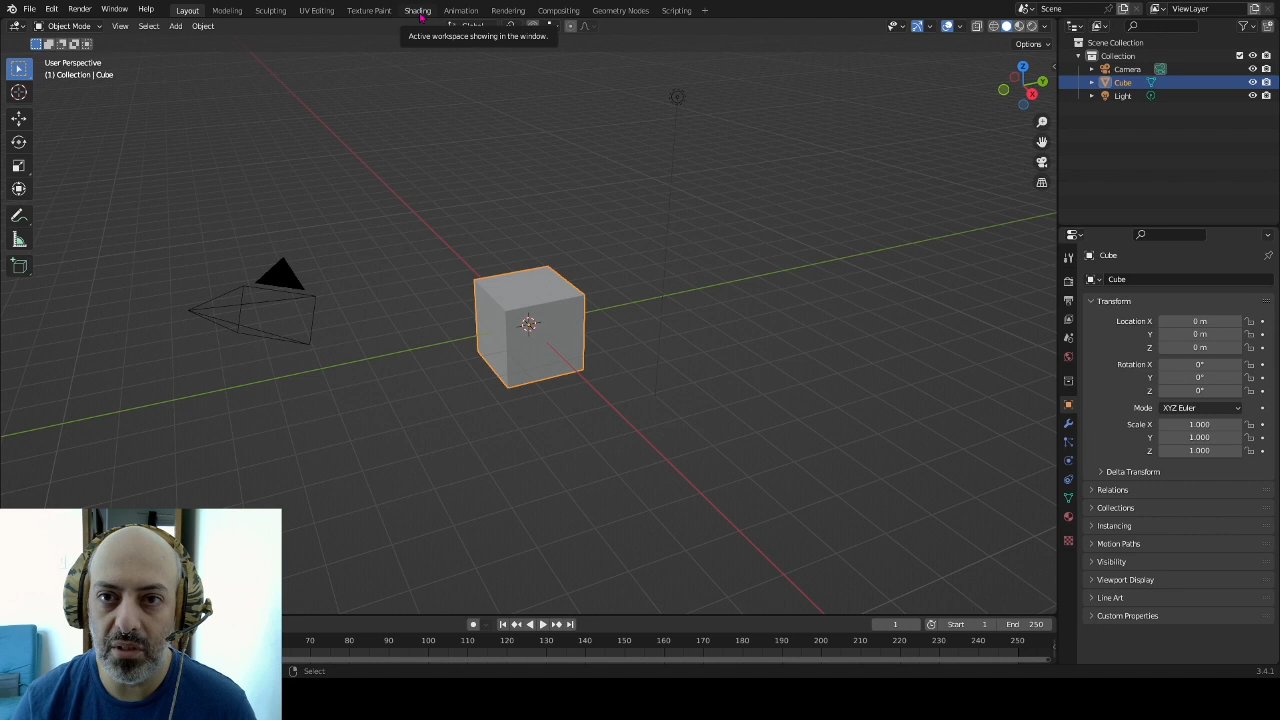 File Edit Render Window Help Layout Modeling Sculpting UV Editing Texture Paint Shading Animation Rendering Compositing Geometry Nodes Scripting + Scene ViewLayer
Object Mode View Select Add Object Global
Active workspace showing in the window.
Options
User Perspective
(1) Collection | Cube
Z
Y
X
Scene Collection
Collection
Camera
Cube
Light
Cube
Cube
Transform
Location X 0 m
Y 0 m
Z 0 m
Rotation X 0°
Y 0°
Z 0°
Mode XYZ Euler
Scale X 1.000
Y 1.000
Z 1.000
Delta Transform
Relations
Collections
Instancing
Motion Paths
Visibility
Viewport Display
Line Art
Custom Properties
1 Start 1 End 250
70 80 90 100 110 120 130 140 150 160 170 180 190 200 210 220 230 240 250
Select
3.4.1